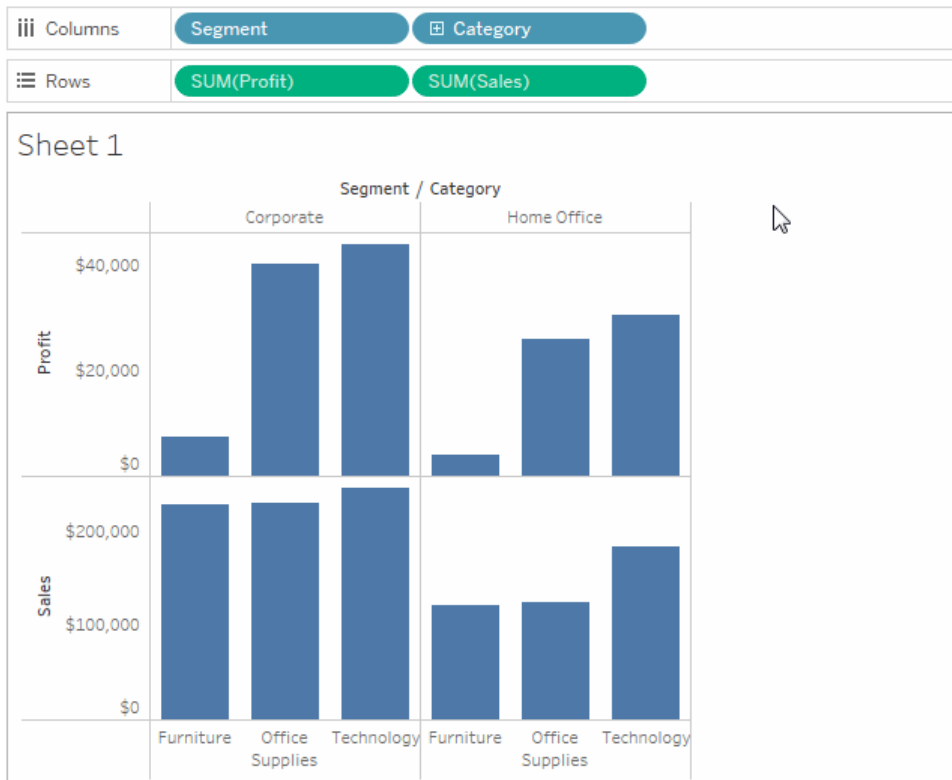 Columns Segment Category
Rows SUM(Profit) SUM(Sales)
Sheet 1
Segment / Category
Corporate Home Office
$40,000
Profit
$20,000
$0
$200,000
Sales
$100,000
$0
Furniture Office Technology Furniture Office Technology
Supplies Supplies